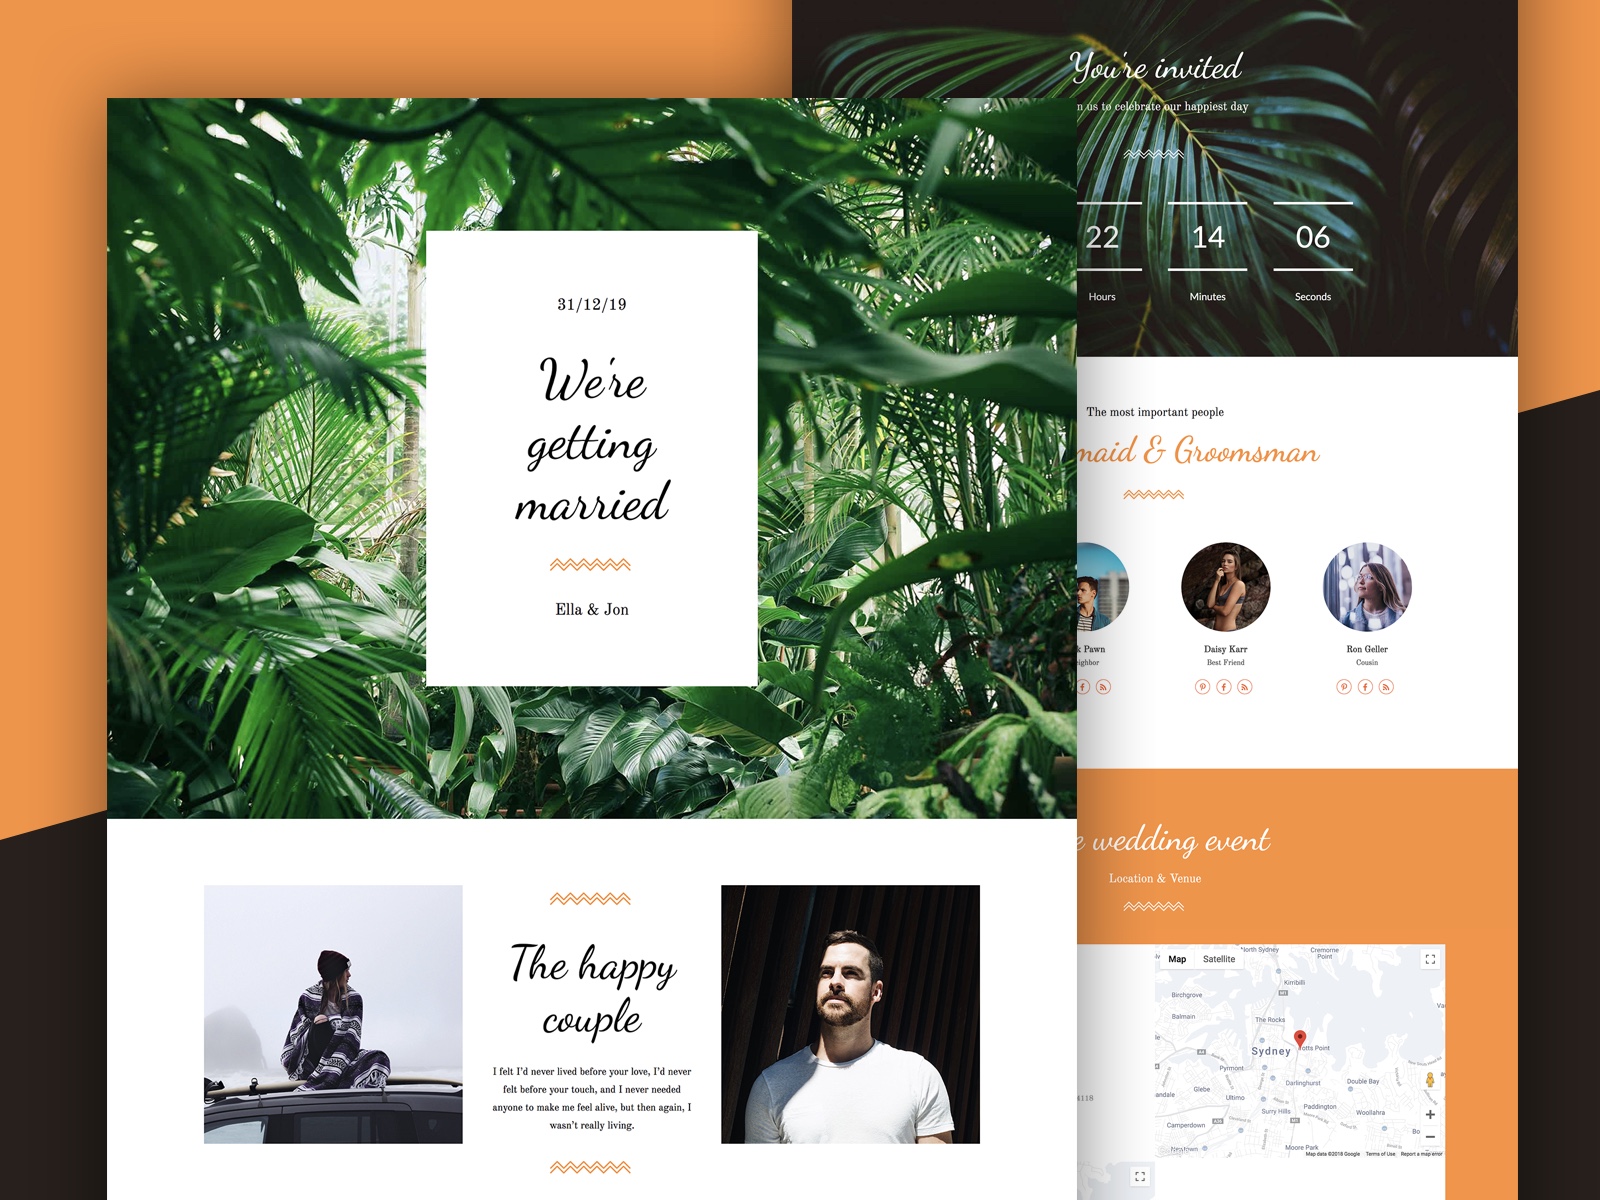 31/12/19
We're
getting
married
Ella & Jon
The happy
couple
I felt I'd never lived before your love, I'd never
felt before your touch, and I never needed
anyone to make me feel alive, but then again, I
wasn't really living.
You're invited
us to celebrate our happiest day
22
14
06
Hours
Minutes
Seconds
The most important people
& Groomsman
Pawn
Daisy Karr
Best Friend
Ron Geller
Cousin
wedding event
Location & Venue
Map
Satellite
North Sydney
Cremorne
Point
Kirribilli
M1
Birchgrove
Balmain
The Rocks
Sydney
Potts Point
A4
Pyrmont
Darlinghurst
Double Bay
Glebe
Ultimo
Surry Hills
Paddington
Woollahra
Camperdown
A36
M1
Newtown
Moore Park
Map data ©2018 Google
Terms of Use
Report a map error